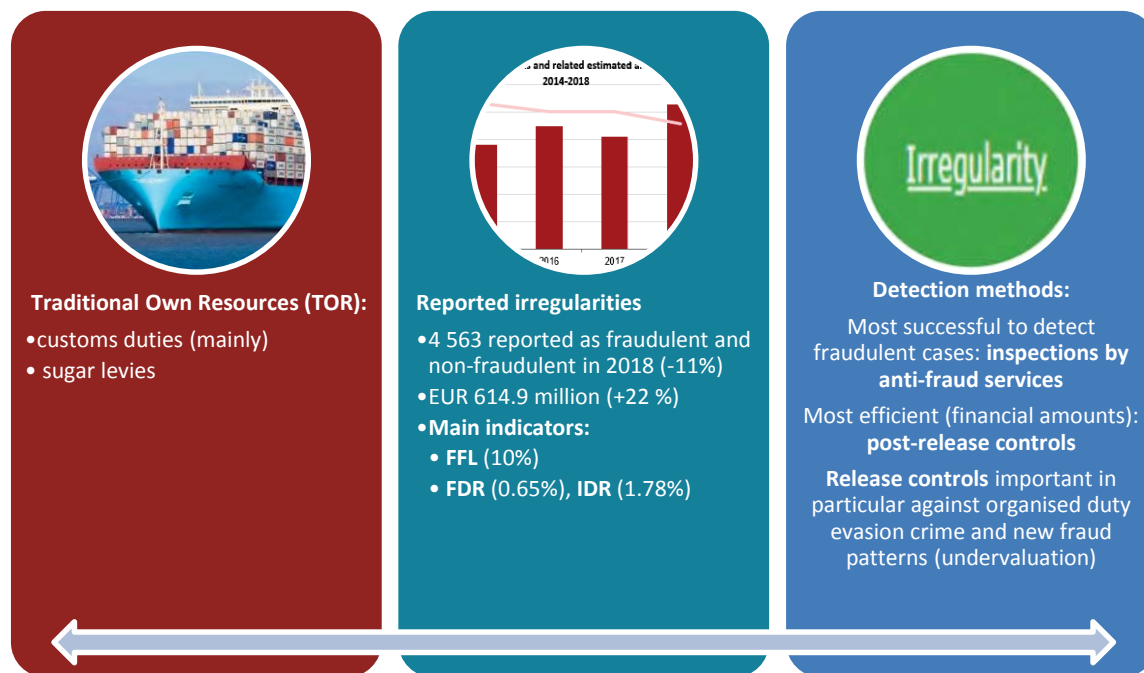 Traditional Own Resources (TOR):
•customs duties (mainly)
• sugar levies
and related estimated
2014-2018
2016
2017
Reported irregularities
•4 563 reported as fraudulent and
non-fraudulent in 2018 (-11%)
•EUR 614.9 million (+22 %)
•Main indicators:
• FFL (10%)
• FDR (0.65%), IDR (1.78%)
Irregularity
Detection methods:
Most successful to detect
fraudulent cases: inspections by
anti-fraud services
Most efficient (financial amounts):
post-release controls
Release controls important in
particular against organised duty
evasion crime and new fraud
patterns (undervaluation)